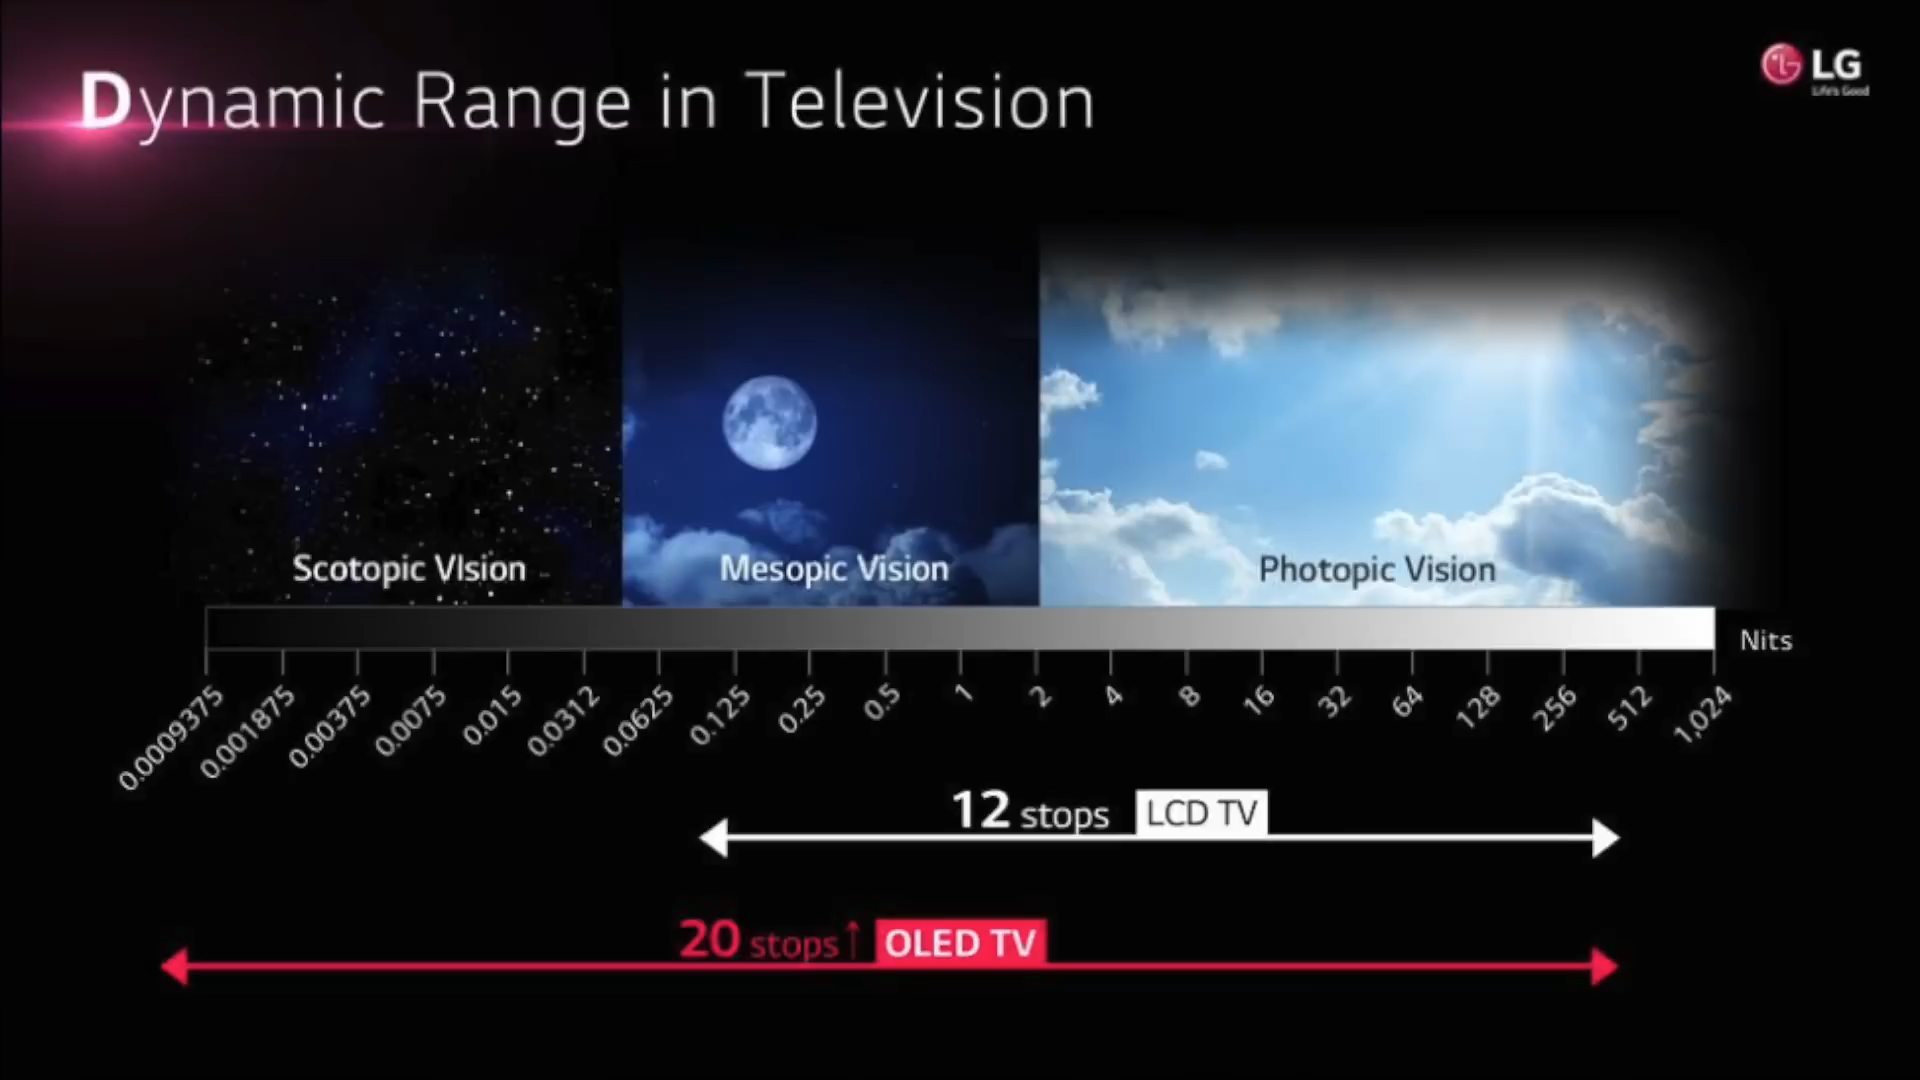 Dynamic Range in Television
LG
Life's Good
Scotopic VIsion
Mesopic Vision
Photopic Vision
Nits
0.0009375
0.001875
0.00375
0.0075
0.015
0.0312
0.0625
0.125
0.25
0.5
1
2
4
8
16
32
64
128
256
512
1,024
12 stops LCD TV
20 stops↑ OLED TV